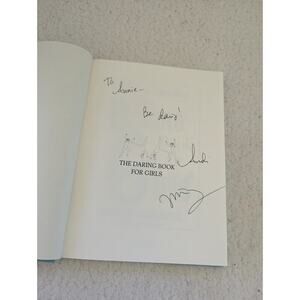 To Annie –
Be daring!
THE DARING BOOK
FOR GIRLS